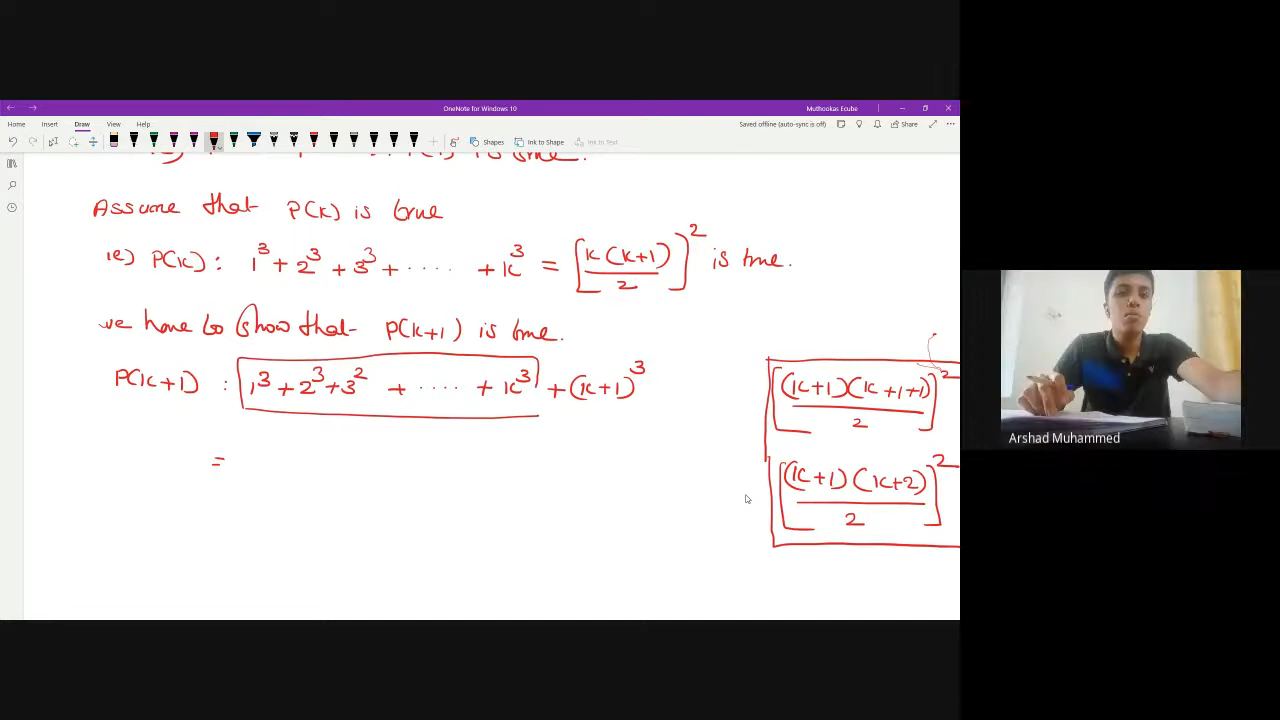 OneNote for Windows 10
Muthookas Ecube
Home Insert Draw View Help
Saved offline (auto-sync is off)
Share
Shapes
Ink to Shape
Ink to Text
is true.
Assume that P(k) is true
ie) P(k): 1³ + 2³ + 3³ + ..... + k³ = [k(k+1)/2]² is true.
we have to show that P(k+1) is true.
P(k+1) : 1³ + 2³ + 3² + ..... + k³ + (k+1)³
[(k+1)(k+1+1)/2]²
=
[(k+1)(k+2)/2]²
Arshad Muhammed